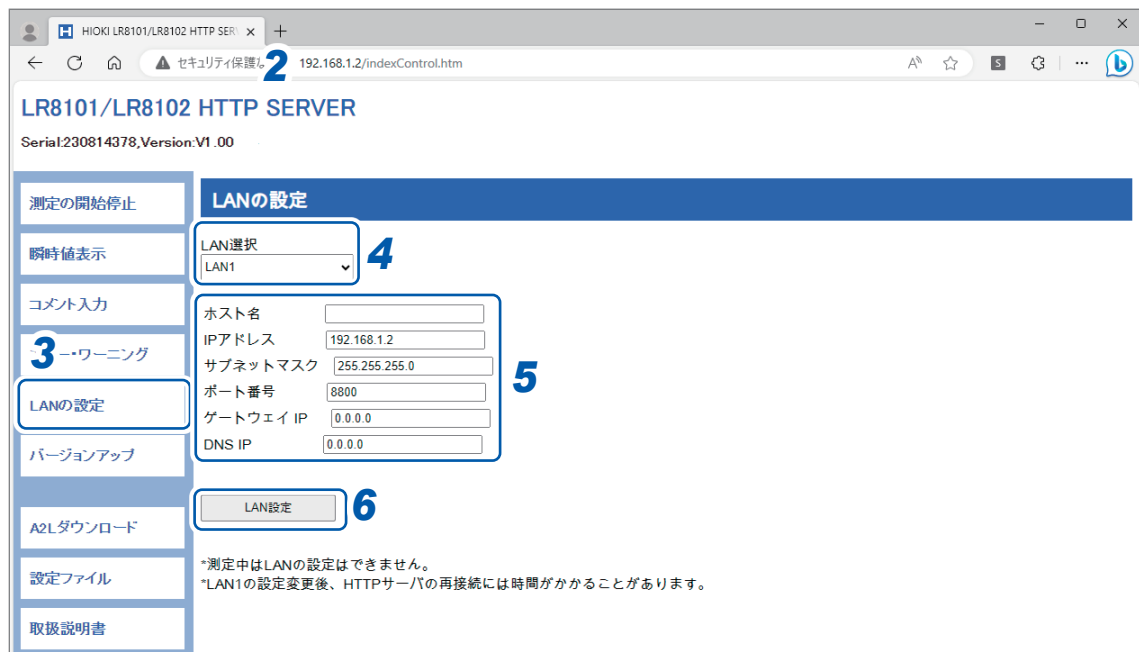 HIOKI LR8101/LR8102 HTTP SER
セキュリティ保護 2 192.168.1.2/indexControl.htm
LR8101/LR8102 HTTP SERVER
Serial:230814378,Version:V1.00
測定の開始停止
瞬時値表示
コメント入力
3 ー・ワーニング
LANの設定
バージョンアップ
A2Lダウンロード
設定ファイル
取扱説明書
LANの設定
LAN選択
LAN1
4
ホスト名
IPアドレス 192.168.1.2
サブネットマスク 255.255.255.0
ポート番号 8800
ゲートウェイ IP 0.0.0.0
DNS IP 0.0.0.0
5
LAN設定
6
*測定中はLANの設定はできません。
*LAN1の設定変更後、HTTPサーバの再接続には時間がかかることがあります。